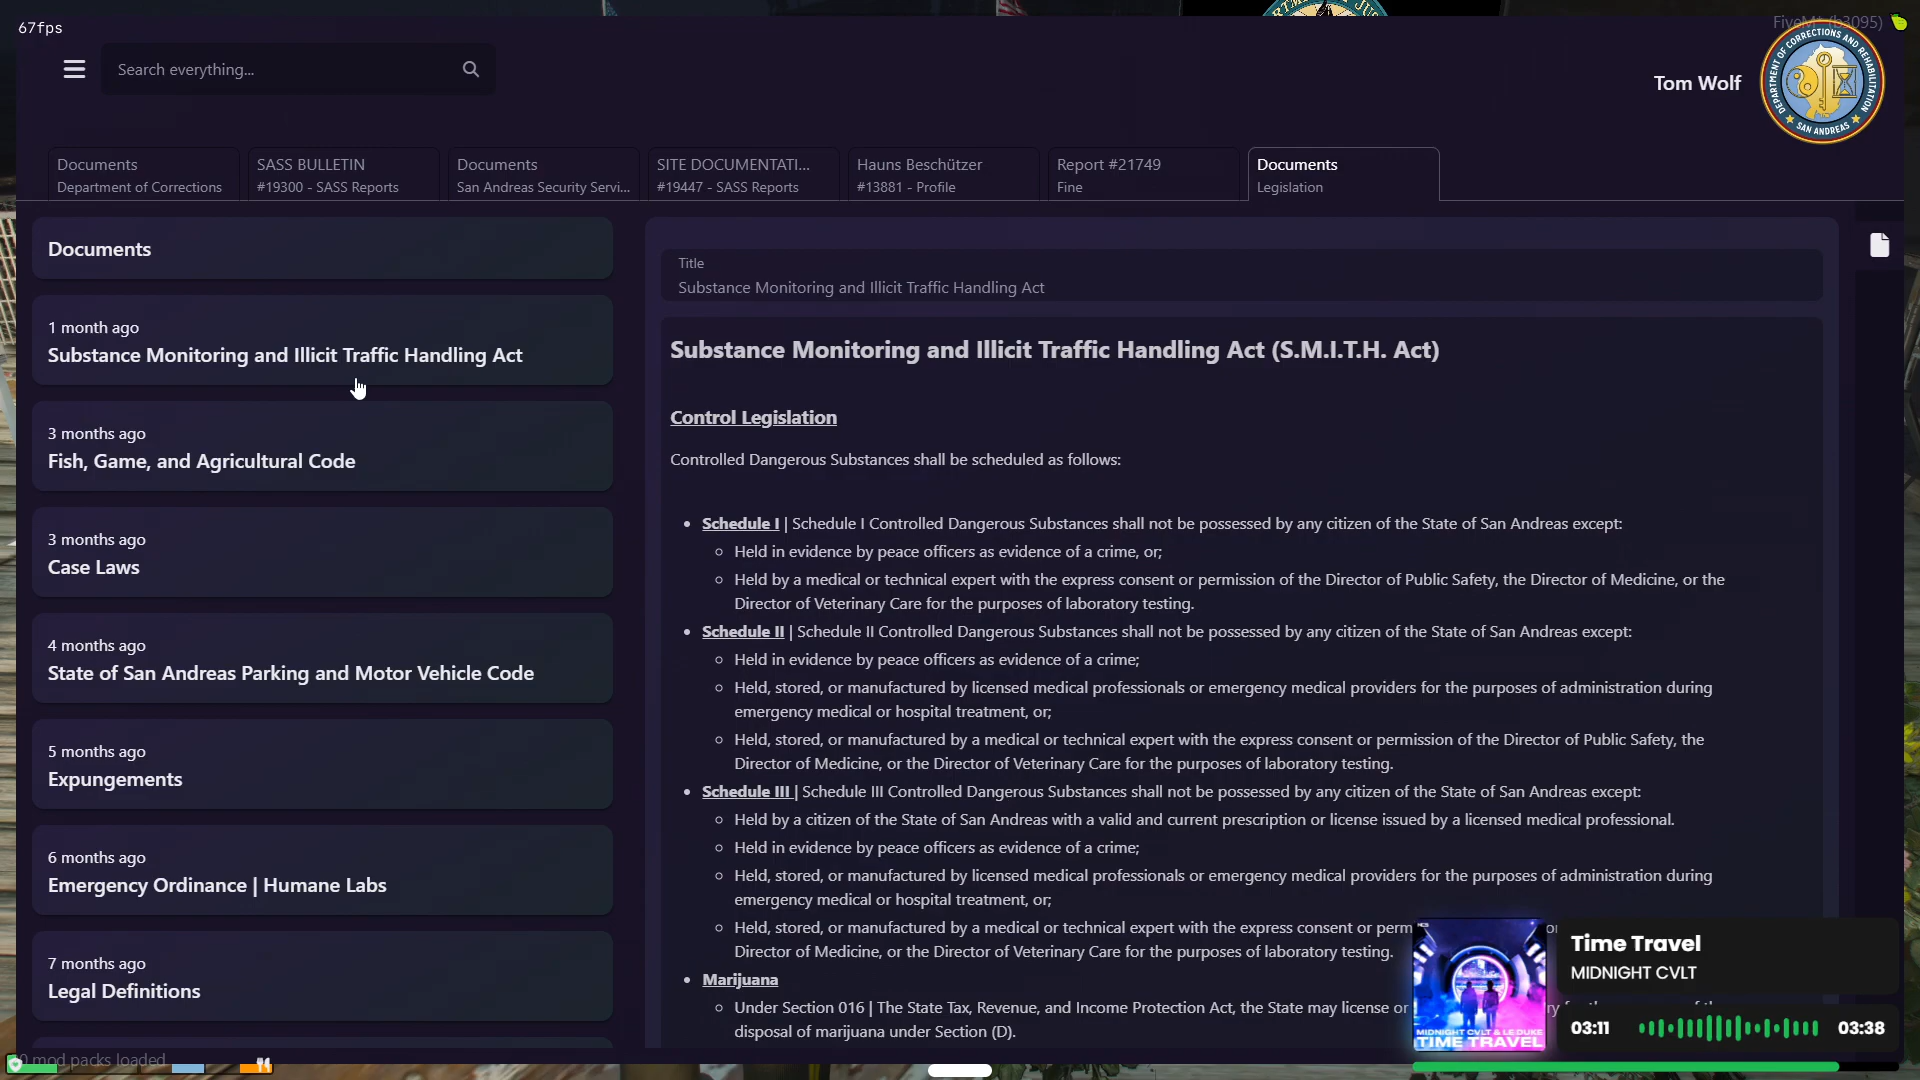 67fps
FiveM* (b3095)
Search everything...
Tom Wolf
DEPARTMENT OF CORRECTIONS AND REHABILITATION
SAN ANDREAS
Documents
Department of Corrections
SASS BULLETIN
#19300 - SASS Reports
Documents
San Andreas Security Servi...
SITE DOCUMENTATI...
#19447 - SASS Reports
Hauns Beschützer
#13881 - Profile
Report #21749
Fine
Documents
Legislation
Documents
1 month ago
Substance Monitoring and Illicit Traffic Handling Act
3 months ago
Fish, Game, and Agricultural Code
3 months ago
Case Laws
4 months ago
State of San Andreas Parking and Motor Vehicle Code
5 months ago
Expungements
6 months ago
Emergency Ordinance | Humane Labs
7 months ago
Legal Definitions
Title
Substance Monitoring and Illicit Traffic Handling Act
Substance Monitoring and Illicit Traffic Handling Act (S.M.I.T.H. Act)
Control Legislation
Controlled Dangerous Substances shall be scheduled as follows:
• Schedule I | Schedule I Controlled Dangerous Substances shall not be possessed by any citizen of the State of San Andreas except:
◦ Held in evidence by peace officers as evidence of a crime, or;
◦ Held by a medical or technical expert with the express consent or permission of the Director of Public Safety, the Director of Medicine, or the
Director of Veterinary Care for the purposes of laboratory testing.
• Schedule II | Schedule II Controlled Dangerous Substances shall not be possessed by any citizen of the State of San Andreas except:
◦ Held in evidence by peace officers as evidence of a crime;
◦ Held, stored, or manufactured by licensed medical professionals or emergency medical providers for the purposes of administration during
emergency medical or hospital treatment, or;
◦ Held, stored, or manufactured by a medical or technical expert with the express consent or permission of the Director of Public Safety, the
Director of Medicine, or the Director of Veterinary Care for the purposes of laboratory testing.
• Schedule III | Schedule III Controlled Dangerous Substances shall not be possessed by any citizen of the State of San Andreas except:
◦ Held by a citizen of the State of San Andreas with a valid and current prescription or license issued by a licensed medical professional.
◦ Held in evidence by peace officers as evidence of a crime;
◦ Held, stored, or manufactured by licensed medical professionals or emergency medical providers for the purposes of administration during
emergency medical or hospital treatment, or;
◦ Held, stored, or manufactured by a medical or technical expert with the express consent or perm
Director of Medicine, or the Director of Veterinary Care for the purposes of laboratory testing.
• Marijuana
◦ Under Section 016 | The State Tax, Revenue, and Income Protection Act, the State may license or
disposal of marijuana under Section (D).
MIDNIGHT CVLT & LE DUKE
TIME TRAVEL
Time Travel
MIDNIGHT CVLT
03:11
03:38
0 mod packs loaded